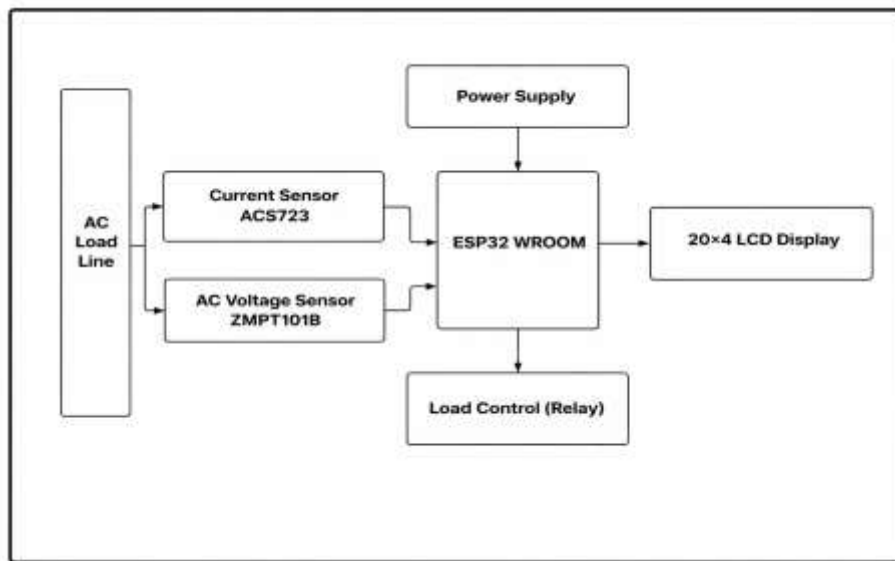 Power Supply
AC
Load
Line
Current Sensor
ACS723
ESP32 WROOM
20×4 LCD Display
AC Voltage Sensor
ZMPT101B
Load Control (Relay)